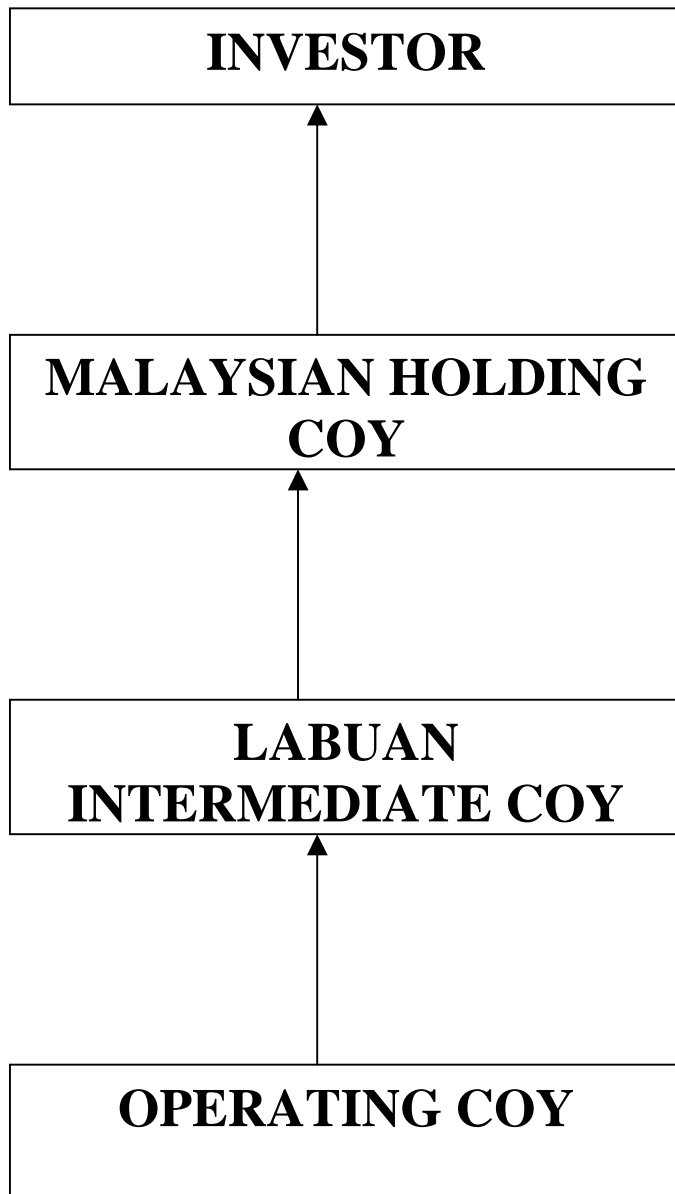 INVESTOR
MALAYSIAN HOLDING
COY
LABUAN
INTERMEDIATE COY
OPERATING COY